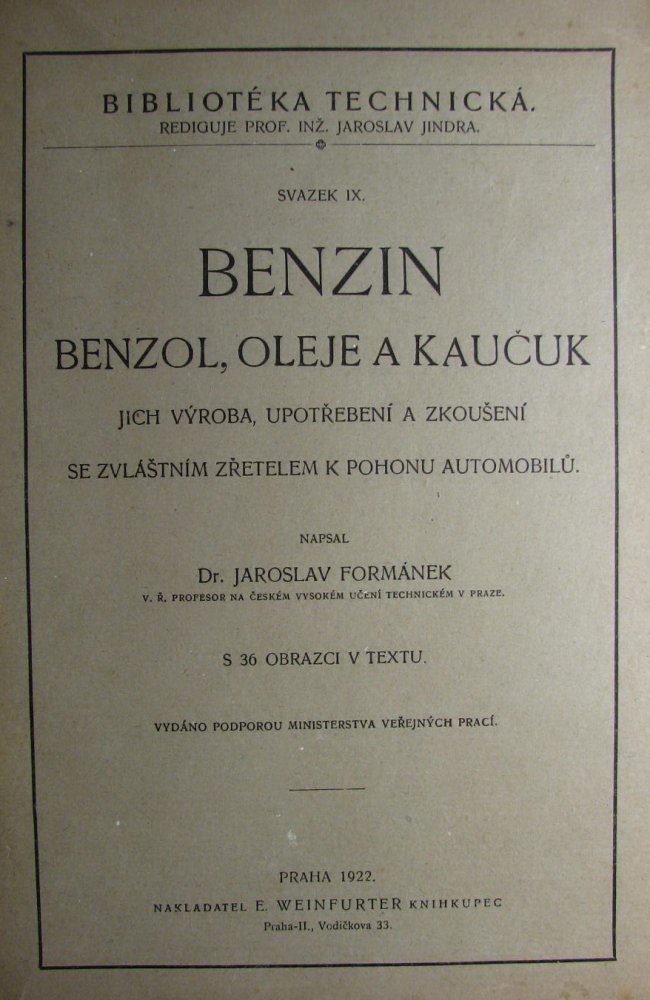 BIBLIOTÉKA TECHNICKÁ.
REDIGUJE PROF. INŽ. JAROSLAV JINDRA.
SVAZEK IX.
BENZIN
BENZOL, OLEJE A KAUČUK
JICH VÝROBA, UPOTŘEBENÍ A ZKOUŠENÍ
SE ZVLÁŠTNÍM ZŘETELEM K POHONU AUTOMOBILŮ.
NAPSAL
Dr. JAROSLAV FORMÁNEK
V. Ř. PROFESOR NA ČESKÉM VYSOKÉM UČENÍ TECHNICKÉM V PRAZE.
S 36 OBRAZCI V TEXTU.
VYDÁNO PODPOROU MINISTERSTVA VEŘEJNÝCH PRACÍ.
PRAHA 1922.
NAKLADATEL E. WEINFURTER KNIHKUPEC
Praha-II., Vodičkova 33.